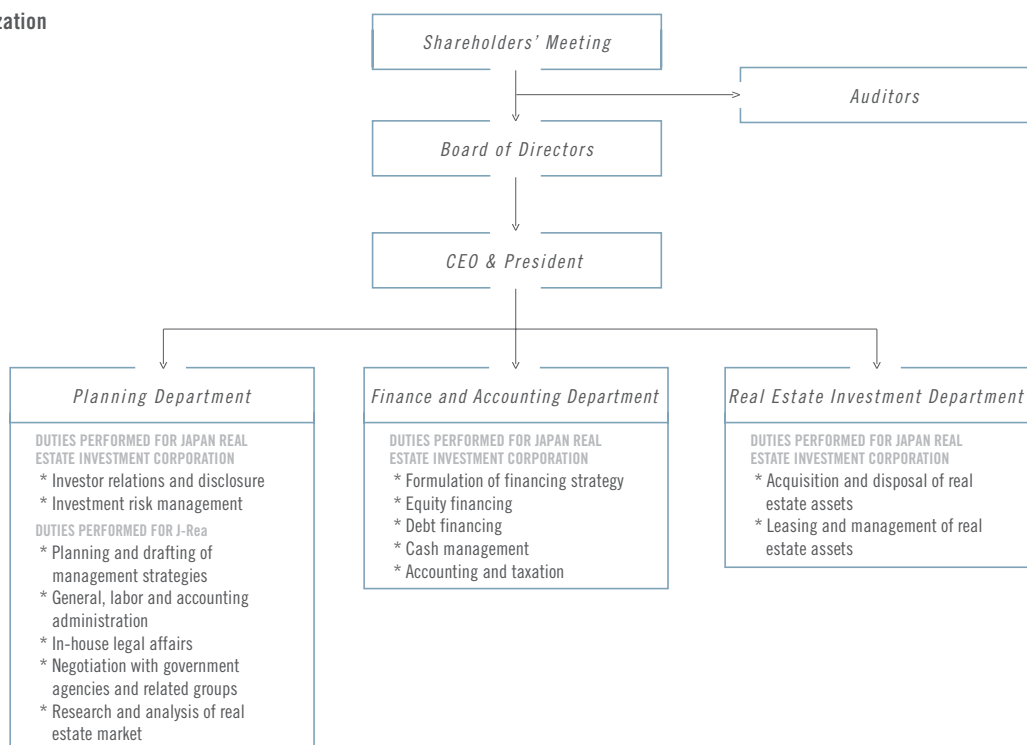 zation
Shareholders' Meeting
Auditors
Board of Directors
CEO & President
Planning Department
DUTIES PERFORMED FOR JAPAN REAL
ESTATE INVESTMENT CORPORATION
* Investor relations and disclosure
* Investment risk management
DUTIES PERFORMED FOR J-Rea
* Planning and drafting of
management strategies
* General, labor and accounting
administration
* In-house legal affairs
* Negotiation with government
agencies and related groups
* Research and analysis of real
estate market
Finance and Accounting Department
DUTIES PERFORMED FOR JAPAN REAL
ESTATE INVESTMENT CORPORATION
* Formulation of financing strategy
* Equity financing
* Debt financing
* Cash management
* Accounting and taxation
Real Estate Investment Department
DUTIES PERFORMED FOR JAPAN REAL
ESTATE INVESTMENT CORPORATION
* Acquisition and disposal of real
estate assets
* Leasing and management of real
estate assets